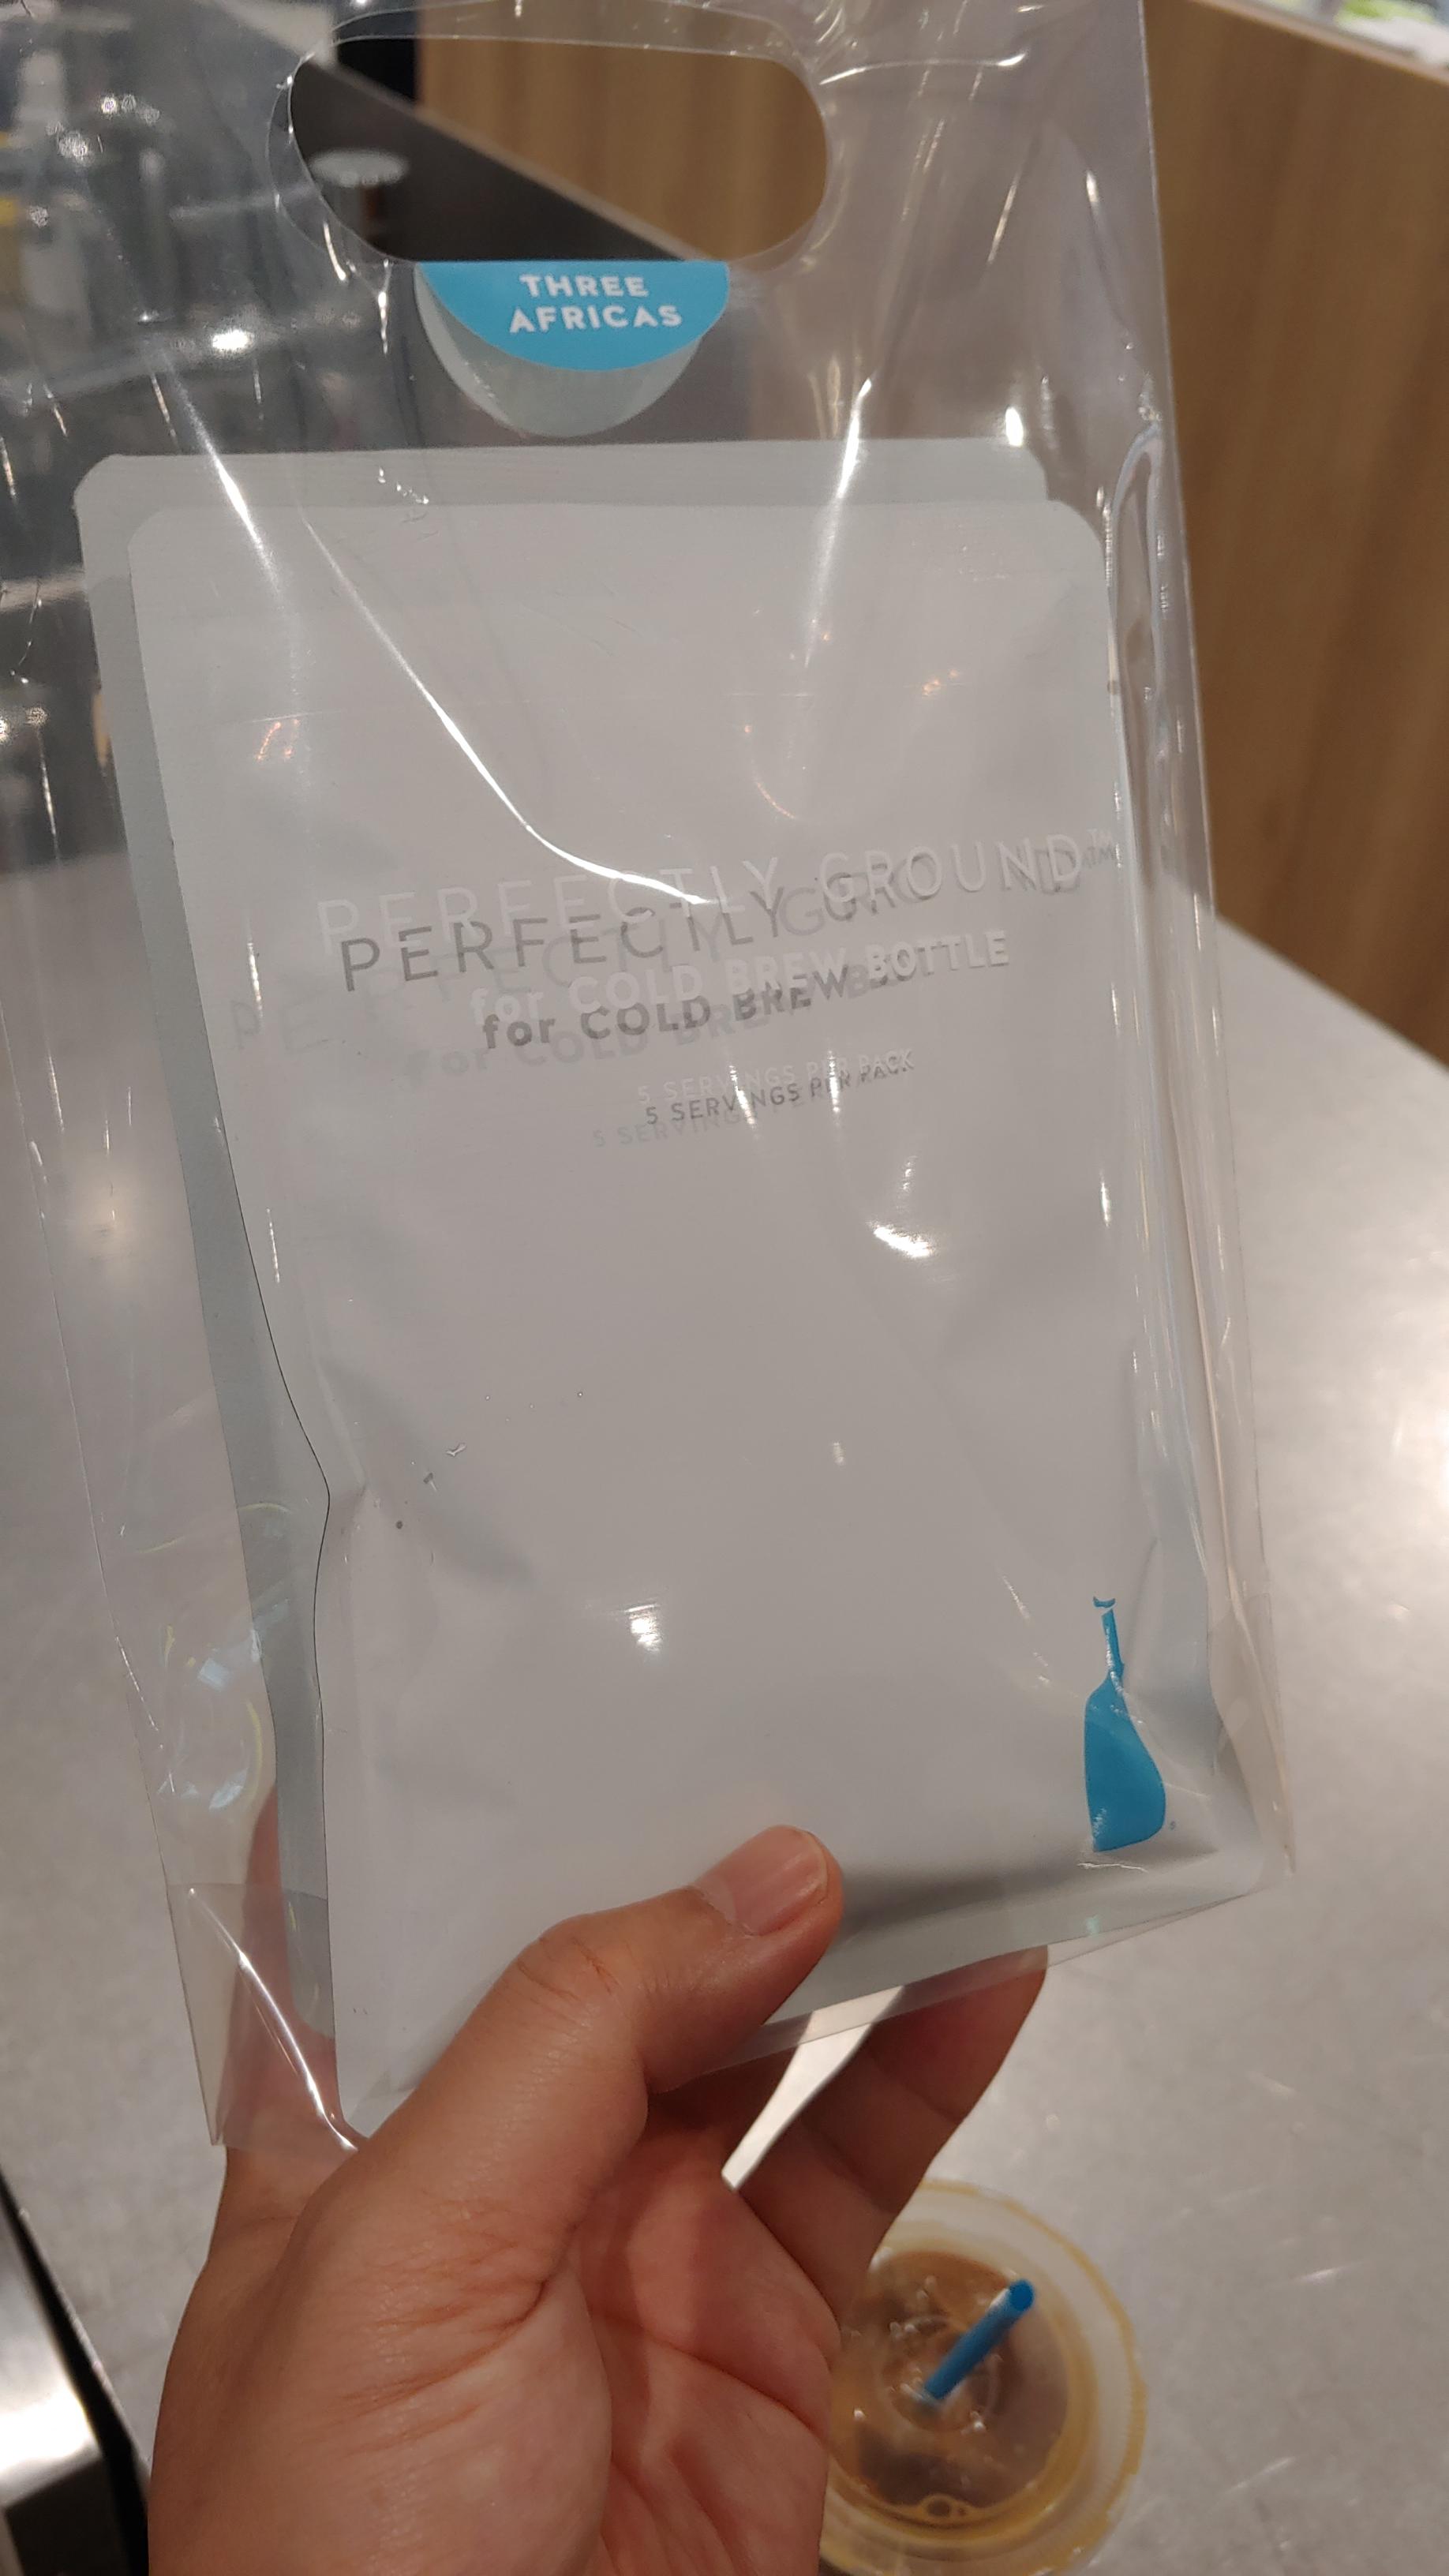 THREE
AFRICAS
PERFECTLY GROUND™
for COLD BREW BOTTLE
5 SERVINGS PER PACK